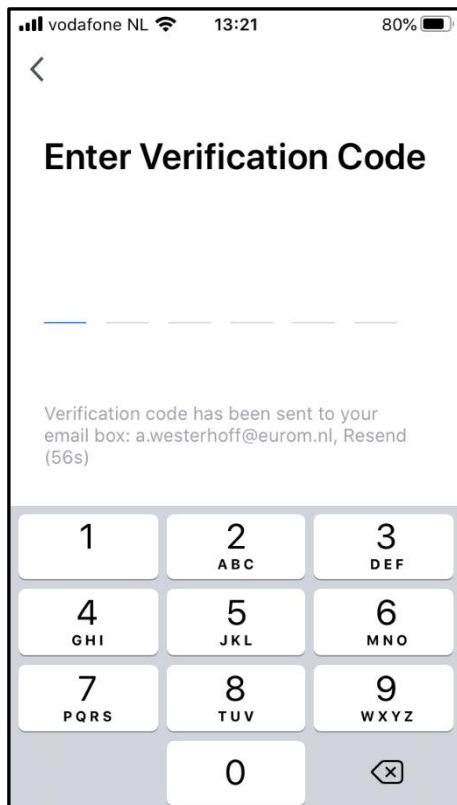 vodafone NL 13:21 80%
Enter Verification Code
Verification code has been sent to your
email box: a.westerhoff@eurom.nl, Resend
(56s)
1 2 3
ABC DEF
4 5 6
GHI JKL MNO
7 8 9
PQRS TUV WXYZ
0